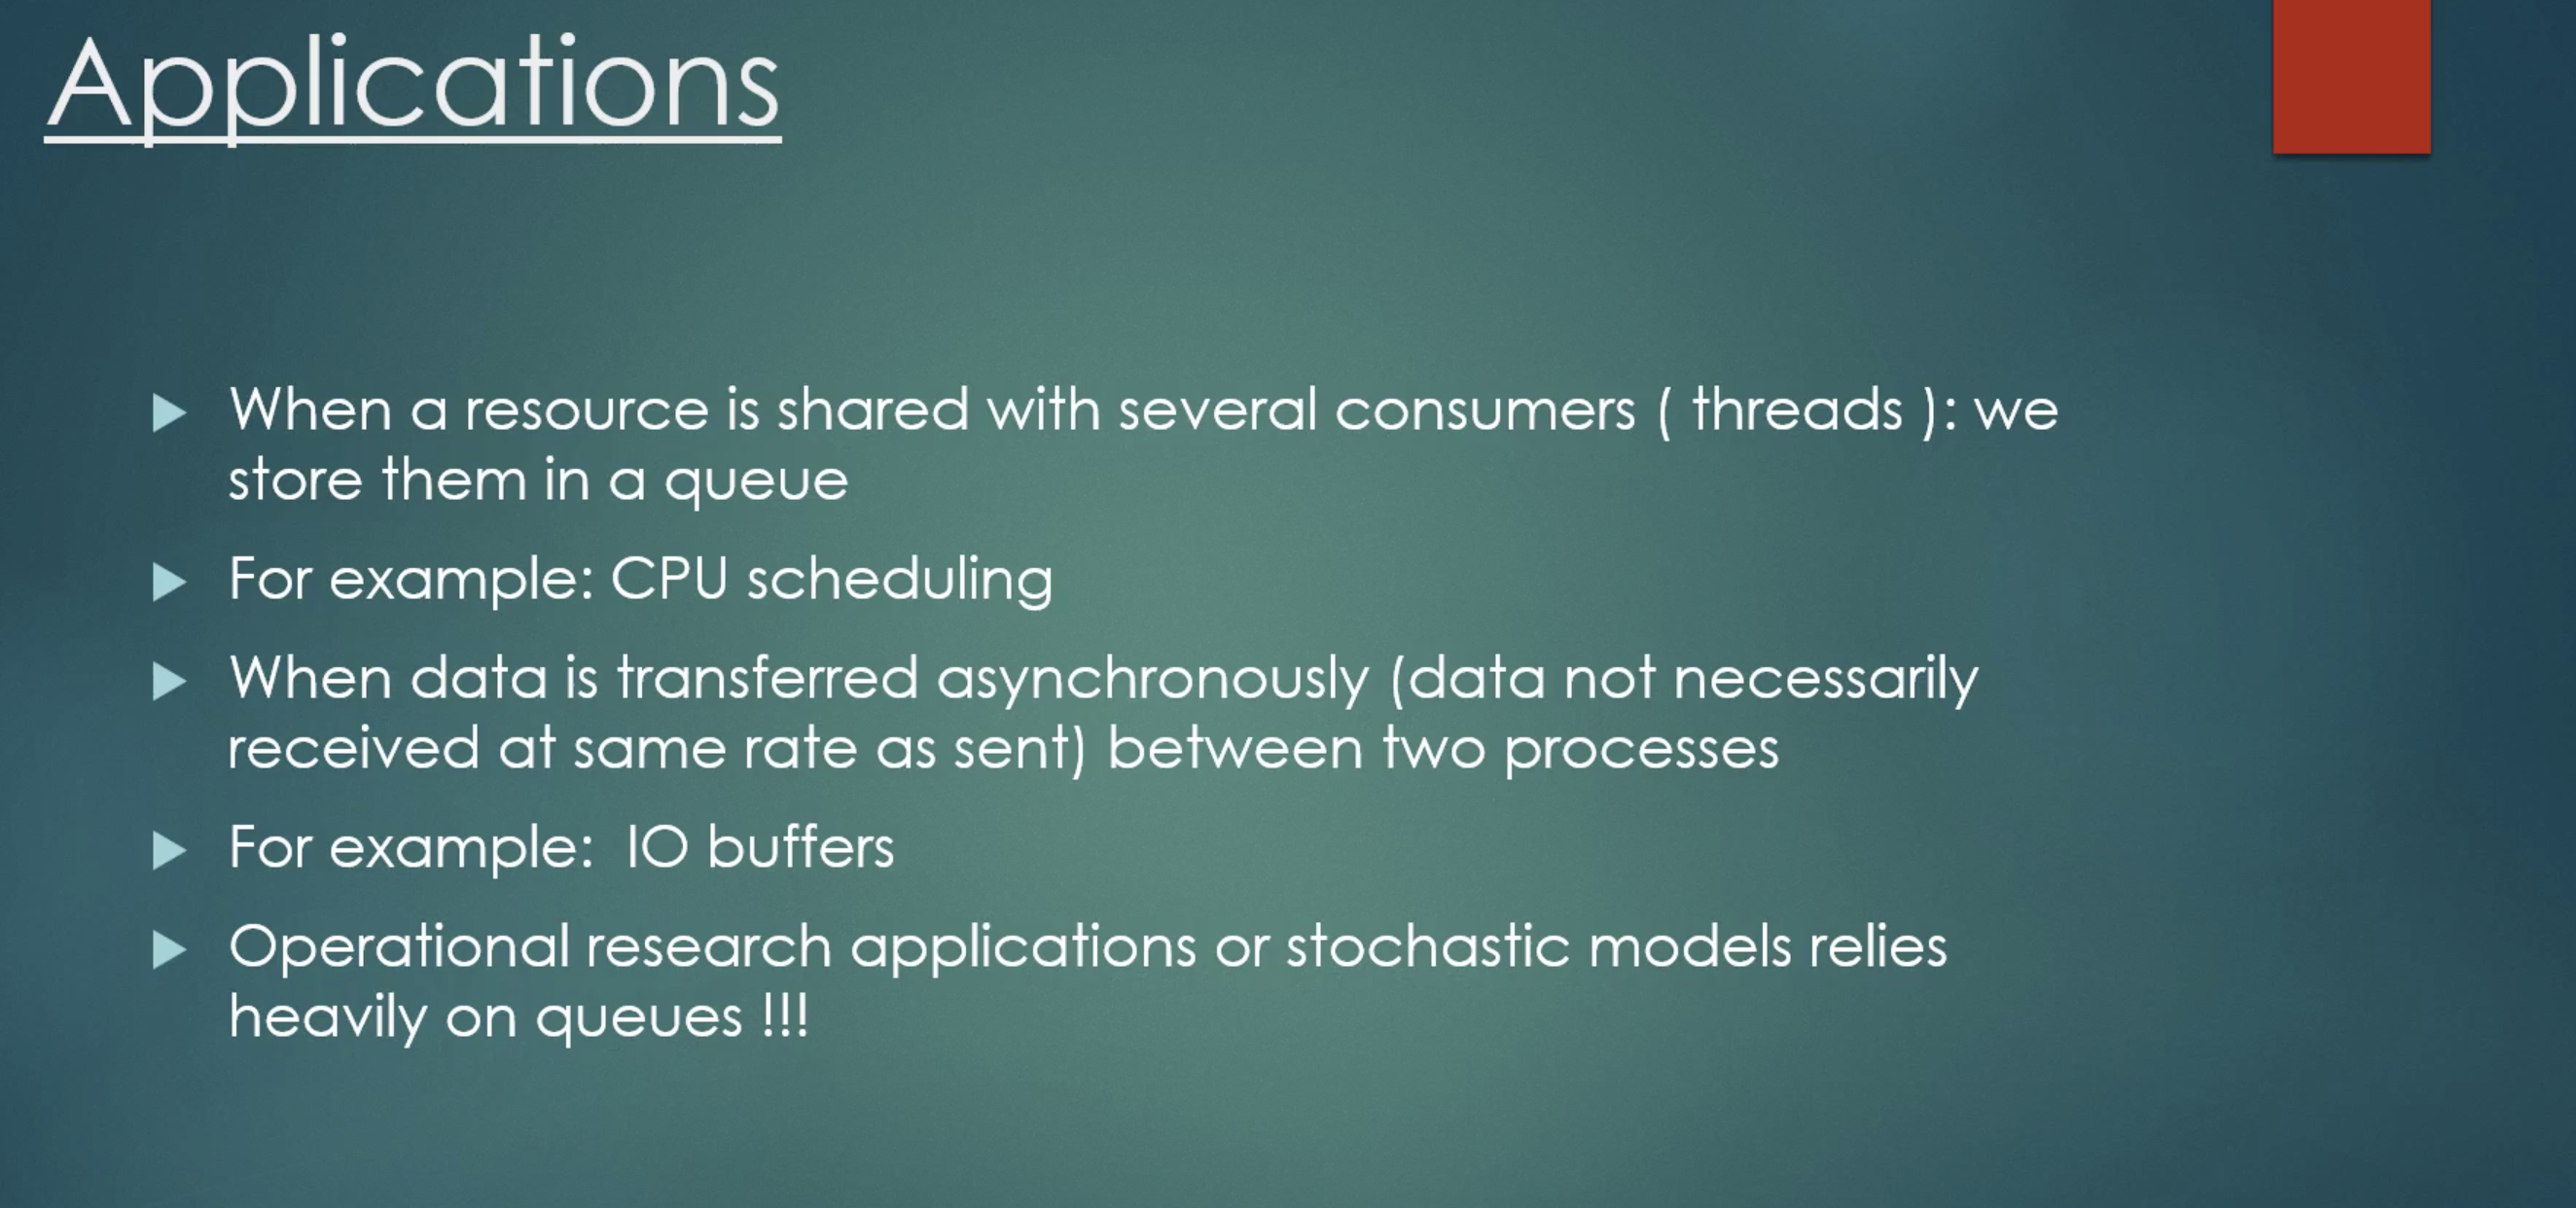 Applications
When a resource is shared with several consumers ( threads ): we
store them in a queue
For example: CPU scheduling
When data is transferred asynchronously (data not necessarily
received at same rate as sent) between two processes
For example:  IO buffers
Operational research applications or stochastic models relies
heavily on queues !!!